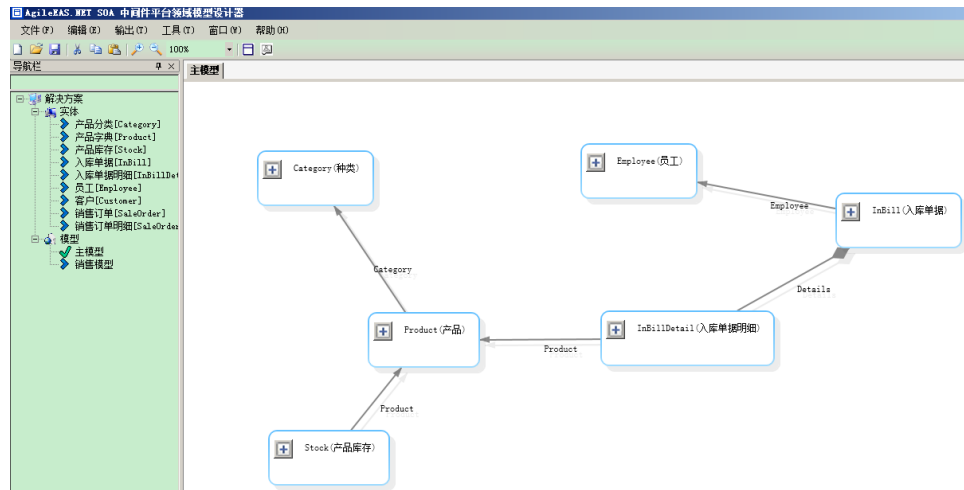 AgileEAS.NET SOA 中间件平台领域模型设计器
文件(F) 编辑(E) 输出(T) 工具(T) 窗口(W) 帮助(H)
100%
导航栏
主模型
解决方案
实体
产品分类[Category]
产品字典[Product]
产品库存[Stock]
入库单据[InBill]
入库单据明细[InBillDet
员工[Employee]
客户[Customer]
销售订单[SaleOrder]
销售订单明细[SaleOrder
模型
主模型
销售模型
Category(种类)
Employee(员工)
Employee
InBill(入库单据)
Category
Details
Product(产品)
InBillDetail(入库单据明细)
Product
Product
Stock(产品库存)